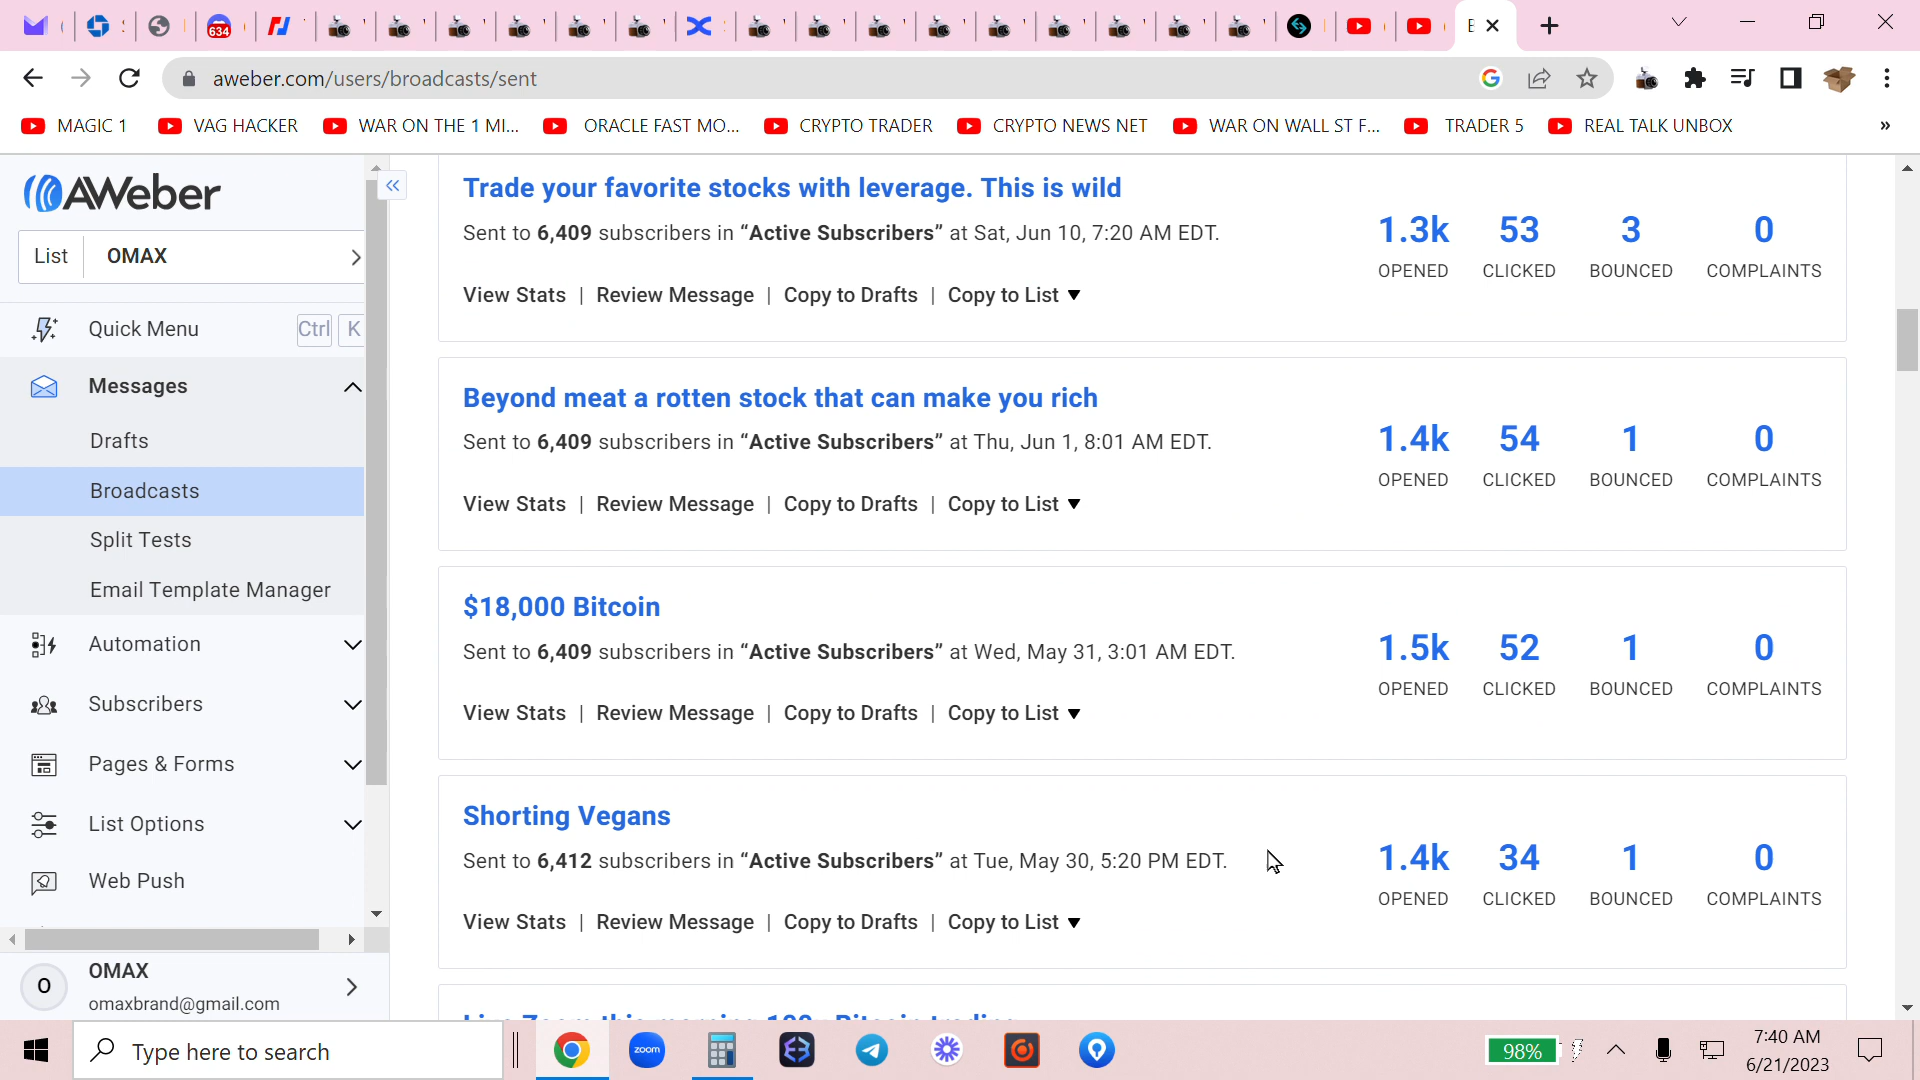 634
aweber.com/users/broadcasts/sent
MAGIC 1
VAG HACKER
WAR ON THE 1 MI...
ORACLE FAST MO...
CRYPTO TRADER
CRYPTO NEWS NET
WAR ON WALL ST F...
TRADER 5
REAL TALK UNBOX
»
AWeber
List
OMAX
Quick Menu
Ctrl K
Messages
Drafts
Broadcasts
Split Tests
Email Template Manager
Automation
Subscribers
Pages & Forms
List Options
Web Push
O
OMAX
omaxbrand@gmail.com
Trade your favorite stocks with leverage. This is wild
Sent to 6,409 subscribers in “Active Subscribers” at Sat, Jun 10, 7:20 AM EDT.
View Stats | Review Message | Copy to Drafts | Copy to List
1.3k 53 3 0
OPENED CLICKED BOUNCED COMPLAINTS
Beyond meat a rotten stock that can make you rich
Sent to 6,409 subscribers in “Active Subscribers” at Thu, Jun 1, 8:01 AM EDT.
View Stats | Review Message | Copy to Drafts | Copy to List
1.4k 54 1 0
OPENED CLICKED BOUNCED COMPLAINTS
$18,000 Bitcoin
Sent to 6,409 subscribers in “Active Subscribers” at Wed, May 31, 3:01 AM EDT.
View Stats | Review Message | Copy to Drafts | Copy to List
1.5k 52 1 0
OPENED CLICKED BOUNCED COMPLAINTS
Shorting Vegans
Sent to 6,412 subscribers in “Active Subscribers” at Tue, May 30, 5:20 PM EDT.
View Stats | Review Message | Copy to Drafts | Copy to List
1.4k 34 1 0
OPENED CLICKED BOUNCED COMPLAINTS
Type here to search
zoom
98%
7:40 AM
6/21/2023